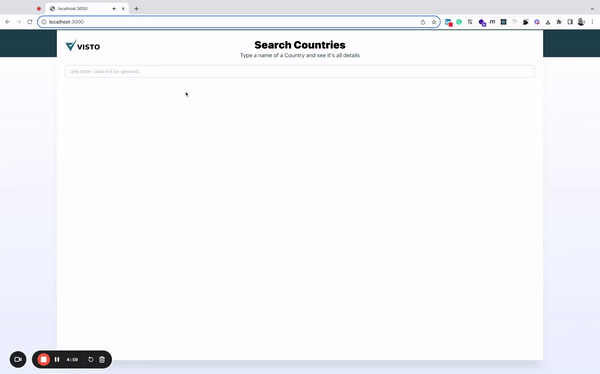 localhost:3000
localhost:3000
VISTO
Search Countries
Type a name of a Country and see it's all details
(the letter case will be ignored)
4:59